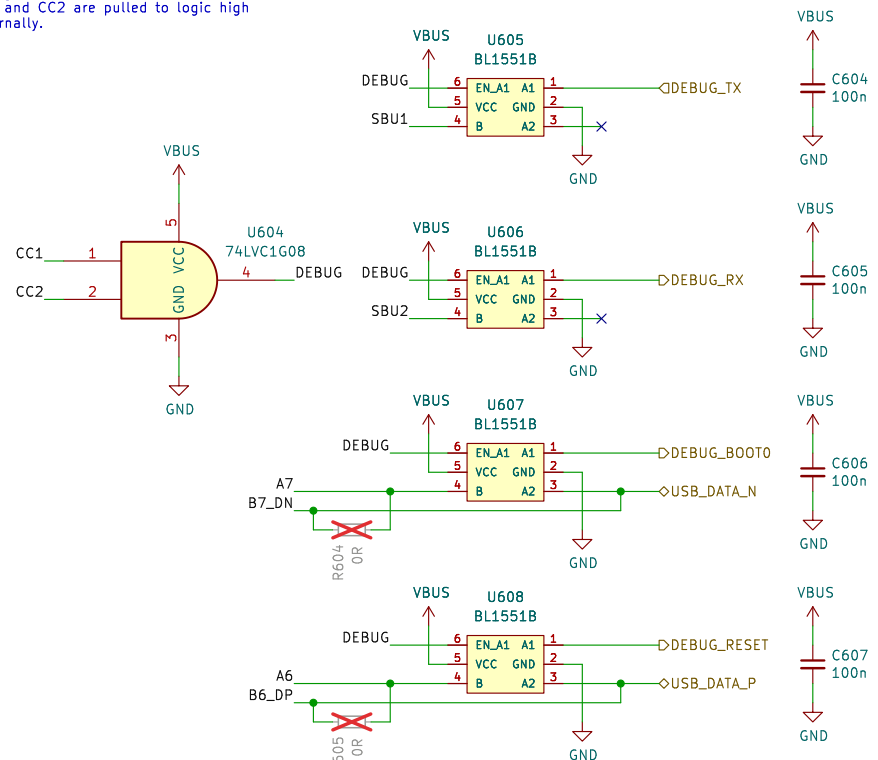 and CC2 are pulled to logic high
rnally.
VBUS
5
U604
74LVC1G08
CC1
1
VCC
4
DEBUG
CC2
2
GND
3
GND
VBUS
U605
BL1551B
DEBUG
6
EN_A1
A1
1
DEBUG_TX
5
VCC
GND
2
SBU1
4
B
A2
3
GND
VBUS
C604
100n
GND
VBUS
U606
BL1551B
DEBUG
6
EN_A1
A1
1
DEBUG_RX
5
VCC
GND
2
SBU2
4
B
A2
3
GND
VBUS
C605
100n
GND
VBUS
U607
BL1551B
DEBUG
6
EN_A1
A1
1
DEBUG_BOOT0
5
VCC
GND
2
A7
4
B
A2
3
USB_DATA_N
B7_DN
R604
0R
GND
VBUS
C606
100n
GND
VBUS
U608
BL1551B
DEBUG
6
EN_A1
A1
1
DEBUG_RESET
5
VCC
GND
2
A6
4
B
A2
3
USB_DATA_P
B6_DP
605
0R
GND
VBUS
C607
100n
GND